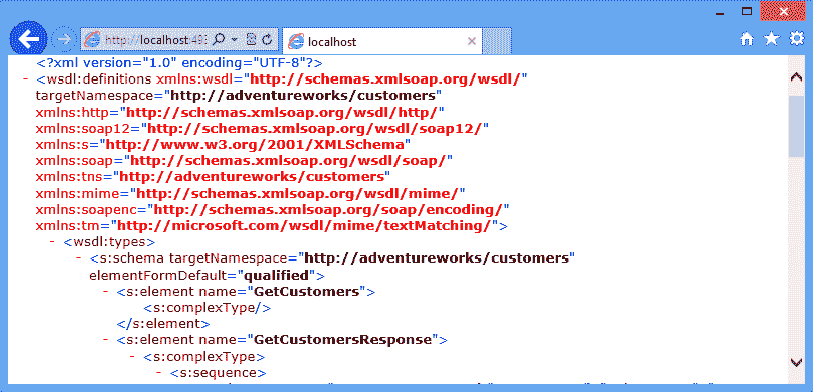 http://localhost:493
localhost
<?xml version="1.0" encoding="UTF-8"?>
- <wsdl:definitions xmlns:wsdl="http://schemas.xmlsoap.org/wsdl/"
targetNamespace="http://adventureworks/customers"
xmlns:http="http://schemas.xmlsoap.org/wsdl/http/"
xmlns:soap12="http://schemas.xmlsoap.org/wsdl/soap12/"
xmlns:s="http://www.w3.org/2001/XMLSchema"
xmlns:soap="http://schemas.xmlsoap.org/wsdl/soap/"
xmlns:tns="http://adventureworks/customers"
xmlns:mime="http://schemas.xmlsoap.org/wsdl/mime/"
xmlns:soapenc="http://schemas.xmlsoap.org/soap/encoding/"
xmlns:tm="http://microsoft.com/wsdl/mime/textMatching/">
- <wsdl:types>
- <s:schema targetNamespace="http://adventureworks/customers"
elementFormDefault="qualified">
- <s:element name="GetCustomers">
<s:complexType/>
</s:element>
- <s:element name="GetCustomersResponse">
- <s:complexType>
- <s:sequence>